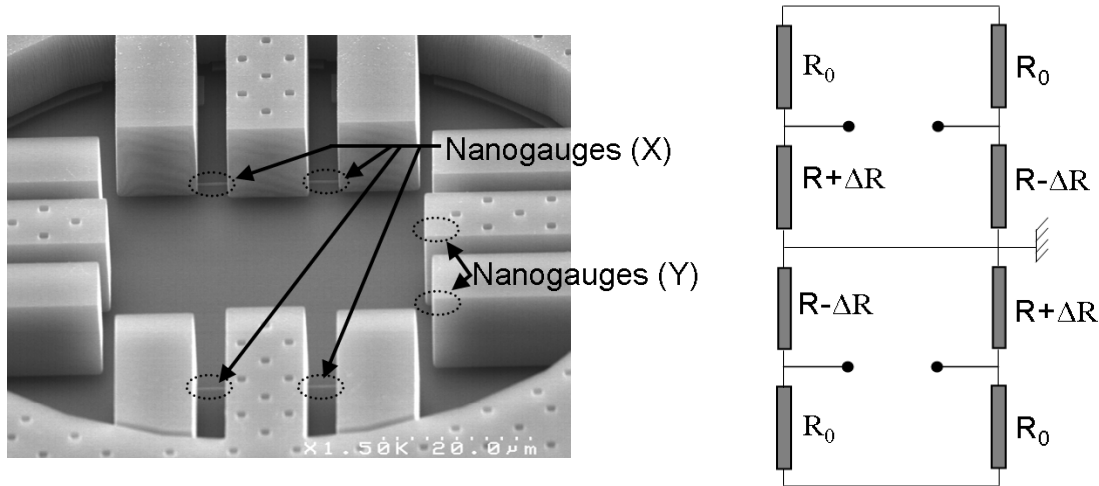 Nanogauges (X)
Nanogauges (Y)
X1.50K 20.0µm
R₀
R₀
R+ΔR
R-ΔR
R-ΔR
R+ΔR
R₀
R₀